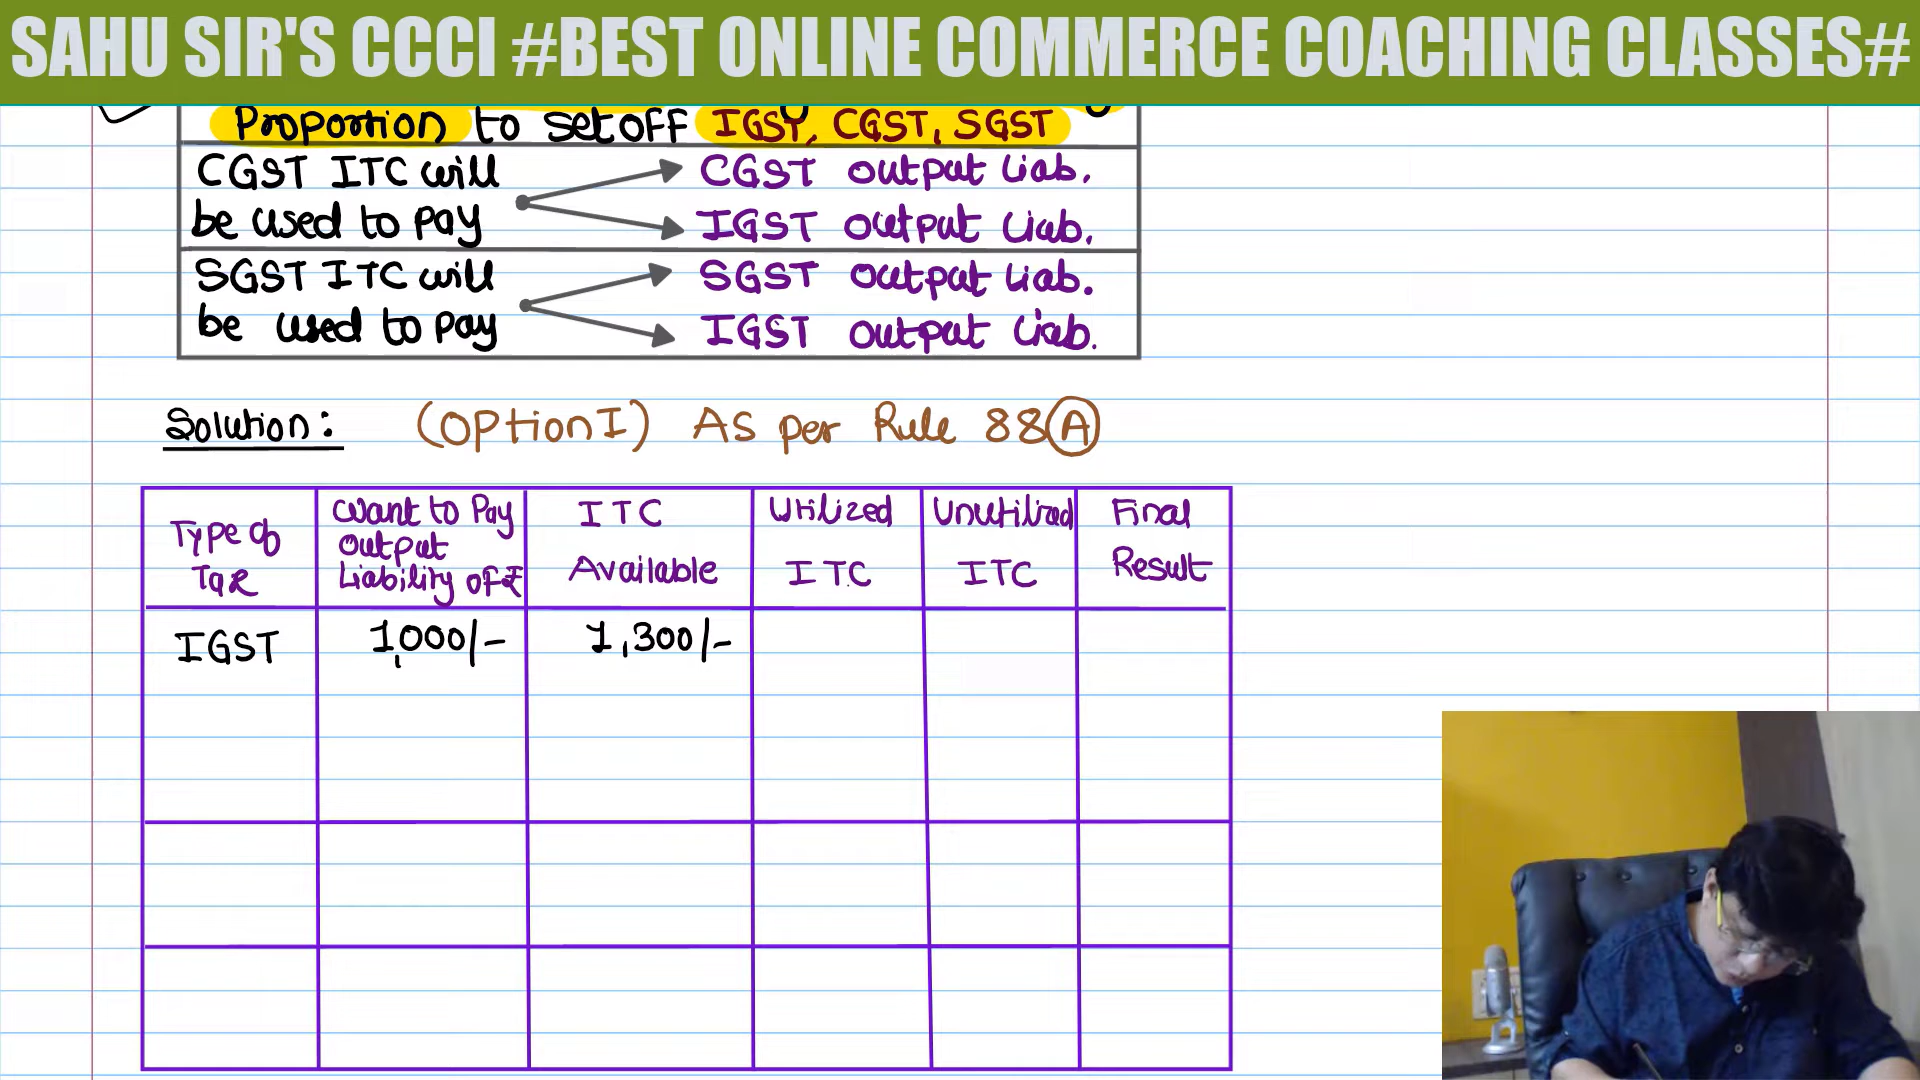 SAHU SIR'S CCCI #BEST ONLINE COMMERCE COACHING CLASSES#
Proportion to setoff IGST, CGST, SGST
CGST ITC will be used to pay
CGST output Liab.
IGST output Liab.
SGST ITC will be used to pay
SGST output Liab.
IGST output Liab.
Solution: (Option I) As per Rule 88(A)
Type of Tax
Want to Pay output Liability of ₹
ITC Available
Utilized ITC
Unutilized ITC
Final Result
IGST 1,000/- 1,300/-